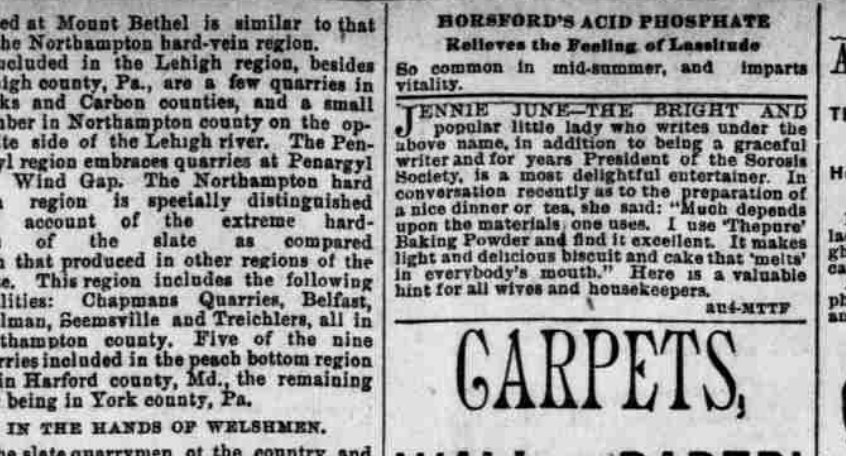 ed at Mount Bethel is similar to that
he Northampton hard-vein region.
ncluded in the Lehigh region, besides
igh county, Pa., are a few quarries in
ks and Carbon counties, and a small
ber in Northampton county on the op-
ite side of the Lehigh river. The Pen-
yl region embraces quarries at Penargyl
Wind Gap. The Northampton hard
region is specially distinguished
account of the extreme hard-
of the slate as compared
that produced in other regions of the
e. This region includes the following
lities: Chapmans Quarries, Belfast,
lman, Seemsville and Treichlers, all in
thampton county. Five of the nine
rries included in the peach bottom region
in Harford county, Md., the remaining
being in York county, Pa.
IN THE HANDS OF WELSHMEN.
he slate quarrymen of the country and
HORSFORD'S ACID PHOSPHATE
Relieves the Feeling of Lassitude
So common in mid-summer, and imparts
vitality.
JENNIE JUNE—THE BRIGHT AND
popular little lady who writes under the
above name, in addition to being a graceful
writer and for years President of the Sorosis
Society, is a most delightful entertainer. In
conversation recently as to the preparation of
a nice dinner or tea, she said: "Much depends
upon the materials one uses. I use 'Thepure'
Baking Powder and find it excellent. It makes
light and delicious biscuit and cake that 'melts'
in everybody's mouth." Here is a valuable
hint for all wives and housekeepers.
au4-MTTF
CARPETS,